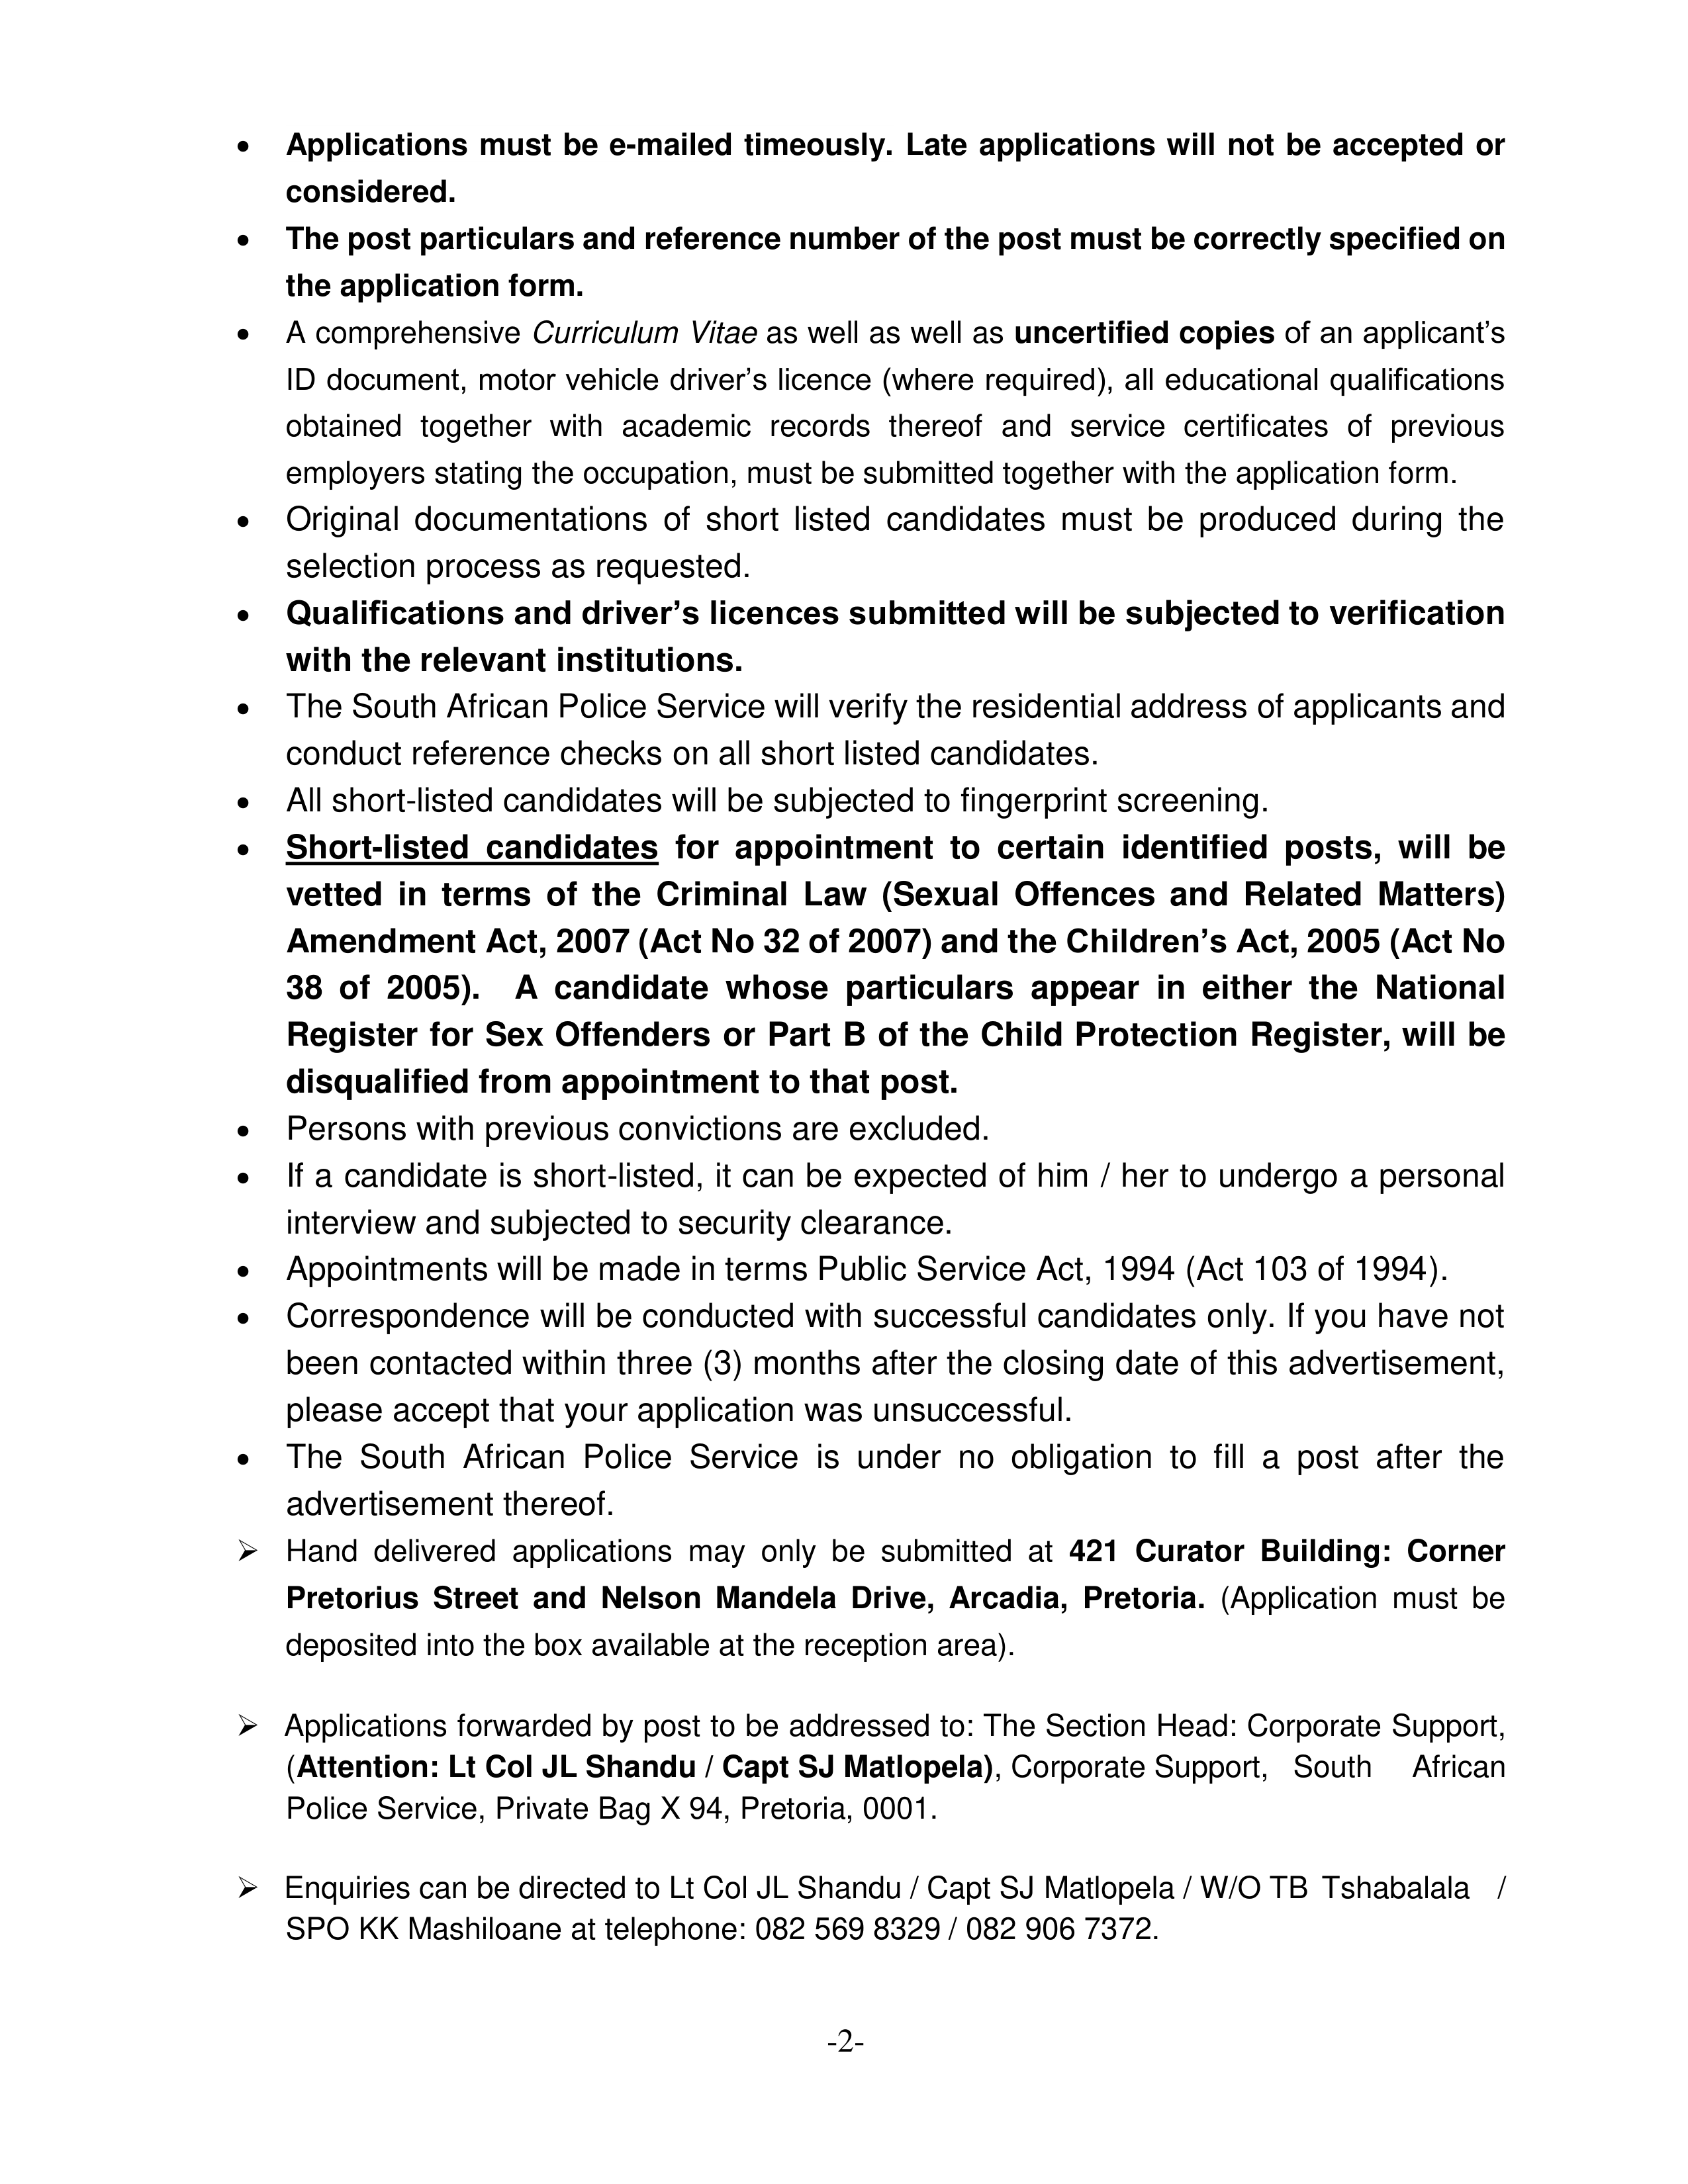 • Applications must be e-mailed timeously. Late applications will not be accepted or
considered.
• The post particulars and reference number of the post must be correctly specified on
the application form.
• A comprehensive Curriculum Vitae as well as well as uncertified copies of an applicant’s
ID document, motor vehicle driver’s licence (where required), all educational qualifications
obtained together with academic records thereof and service certificates of previous
employers stating the occupation, must be submitted together with the application form.
• Original documentations of short listed candidates must be produced during the
selection process as requested.
• Qualifications and driver’s licences submitted will be subjected to verification
with the relevant institutions.
• The South African Police Service will verify the residential address of applicants and
conduct reference checks on all short listed candidates.
• All short-listed candidates will be subjected to fingerprint screening.
• Short-listed candidates for appointment to certain identified posts, will be
vetted in terms of the Criminal Law (Sexual Offences and Related Matters)
Amendment Act, 2007 (Act No 32 of 2007) and the Children’s Act, 2005 (Act No
38 of 2005). A candidate whose particulars appear in either the National
Register for Sex Offenders or Part B of the Child Protection Register, will be
disqualified from appointment to that post.
• Persons with previous convictions are excluded.
• If a candidate is short-listed, it can be expected of him / her to undergo a personal
interview and subjected to security clearance.
• Appointments will be made in terms Public Service Act, 1994 (Act 103 of 1994).
• Correspondence will be conducted with successful candidates only. If you have not
been contacted within three (3) months after the closing date of this advertisement,
please accept that your application was unsuccessful.
• The South African Police Service is under no obligation to fill a post after the
advertisement thereof.
➢ Hand delivered applications may only be submitted at 421 Curator Building: Corner
Pretorius Street and Nelson Mandela Drive, Arcadia, Pretoria. (Application must be
deposited into the box available at the reception area).
➢ Applications forwarded by post to be addressed to: The Section Head: Corporate Support,
(Attention: Lt Col JL Shandu / Capt SJ Matlopela), Corporate Support, South African
Police Service, Private Bag X 94, Pretoria, 0001.
➢ Enquiries can be directed to Lt Col JL Shandu / Capt SJ Matlopela / W/O TB Tshabalala /
SPO KK Mashiloane at telephone: 082 569 8329 / 082 906 7372.
-2-